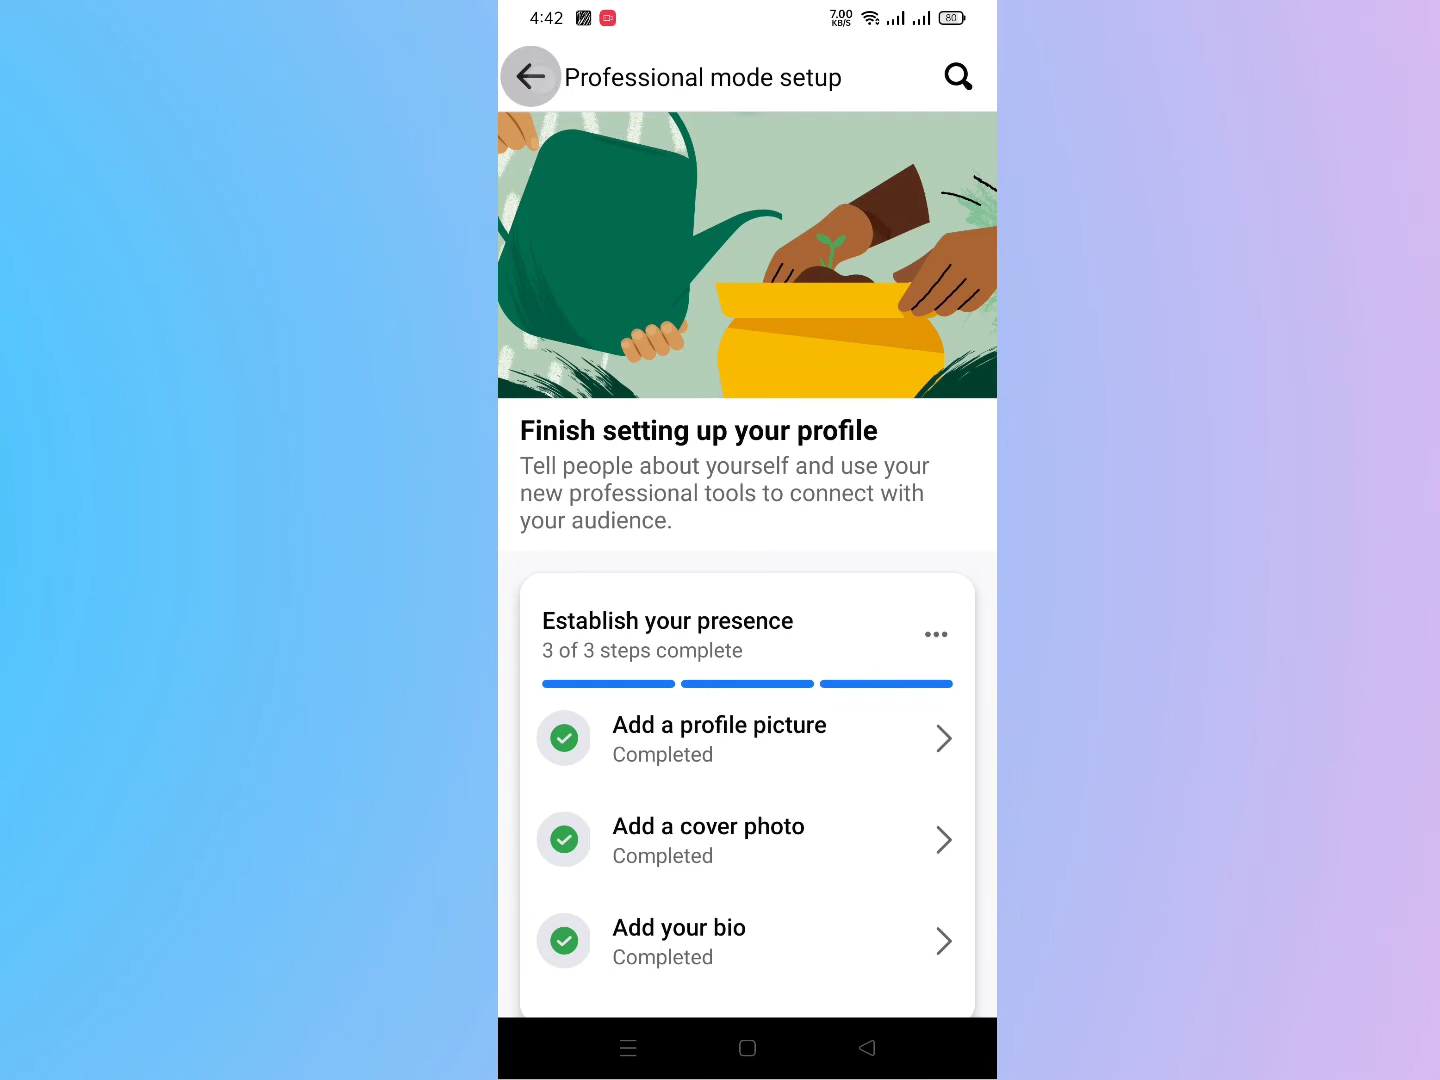 4:42
7.00
KB/S
80
Professional mode setup
Finish setting up your profile
Tell people about yourself and use your
new professional tools to connect with
your audience.
Establish your presence
3 of 3 steps complete
Add a profile picture
Completed
Add a cover photo
Completed
Add your bio
Completed